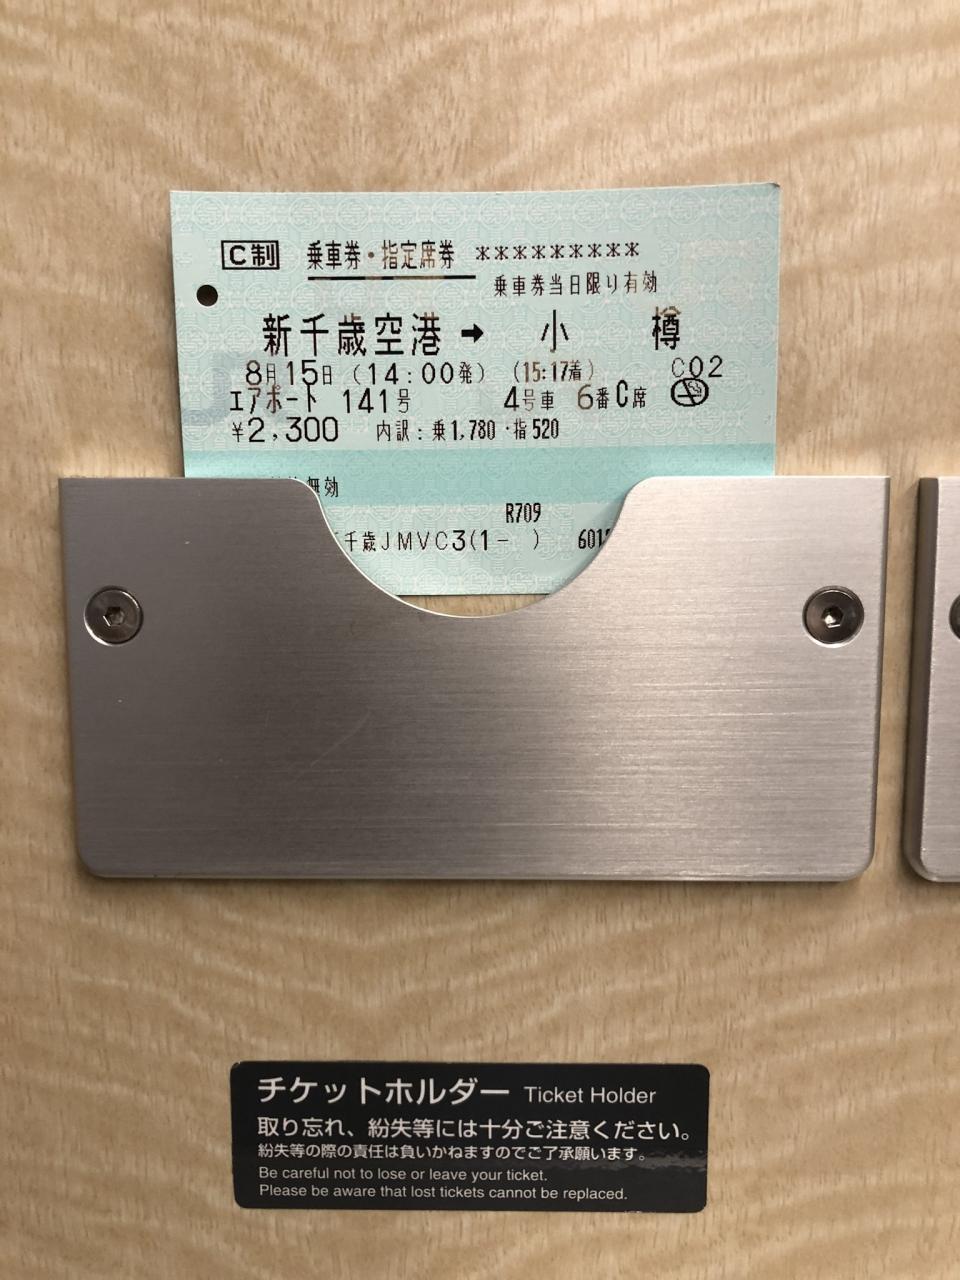 C制 乗車券・指定席券 *********
乗車券当日限り有効
新千歳空港 → 小 樽
8月15日 (14:00発) (15:17着) C02
エアポート 141号 4号車 6番C席
¥2,300 内訳:乗1,780・指520
無効
R709
千歳JMVC3(1- ) 601
チケットホルダー Ticket Holder
取り忘れ、紛失等には十分ご注意ください。
紛失等の際の責任は負いかねますのでご了承願います。
Be careful not to lose or leave your ticket.
Please be aware that lost tickets cannot be replaced.